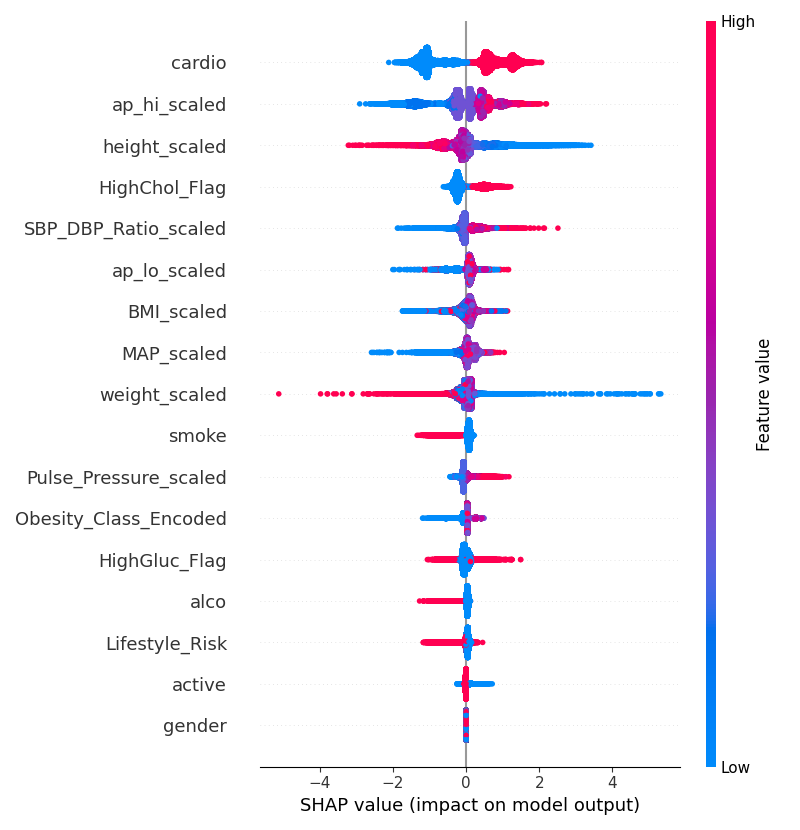 High
cardio
ap_hi_scaled
height_scaled
HighChol_Flag
SBP_DBP_Ratio_scaled
ap_lo_scaled
BMI_scaled
MAP_scaled
weight_scaled
smoke
Pulse_Pressure_scaled
Obesity_Class_Encoded
HighGluc_Flag
alco
Lifestyle_Risk
active
gender
Feature value
Low
−4 −2 0 2 4
SHAP value (impact on model output)